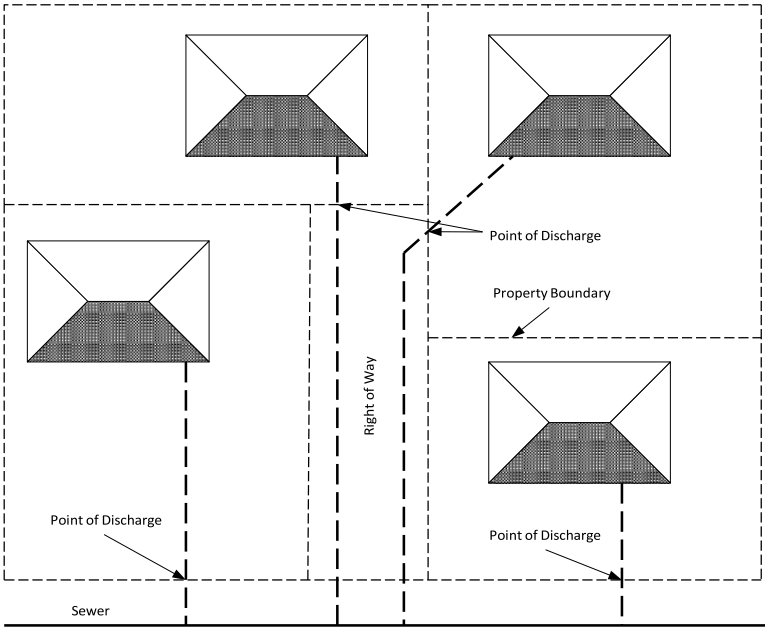 Point of Discharge
Property Boundary
Right of Way
Point of Discharge
Point of Discharge
Sewer